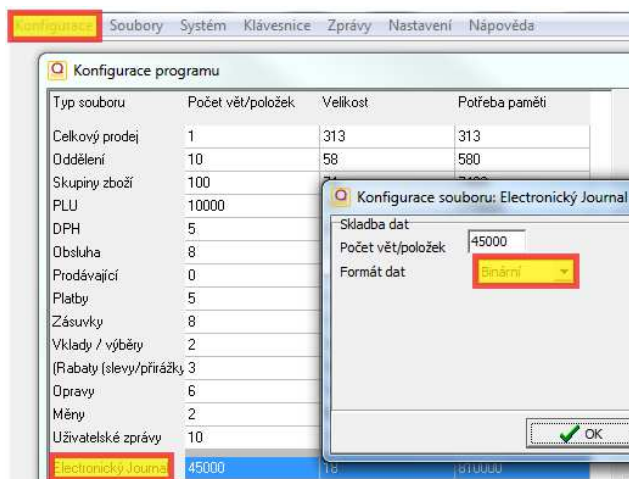 Konfigurace Soubory Systém Klávesnice Zprávy Nastavení Nápověda
Konfigurace programu
Typ souboru Počet vět/položek Velikost Potřeba paměti
Celkový prodej 1 313 313
Oddělení 10 58 580
Skupiny zboží 100
PLU 10000
DPH 5
Obsluha 8
Prodávající 0
Platby 5
Zásuvky 8
Vklady / výběry 2
(Rabaty (slevy/přirážky 3
Opravy 6
Měny 2
Uživatelské zprávy 10
Electronický Journal 45000 18 810000
Konfigurace souboru: Electronický Journal
Skladba dat
Počet vět/položek 45000
Formát dat Binární
OK